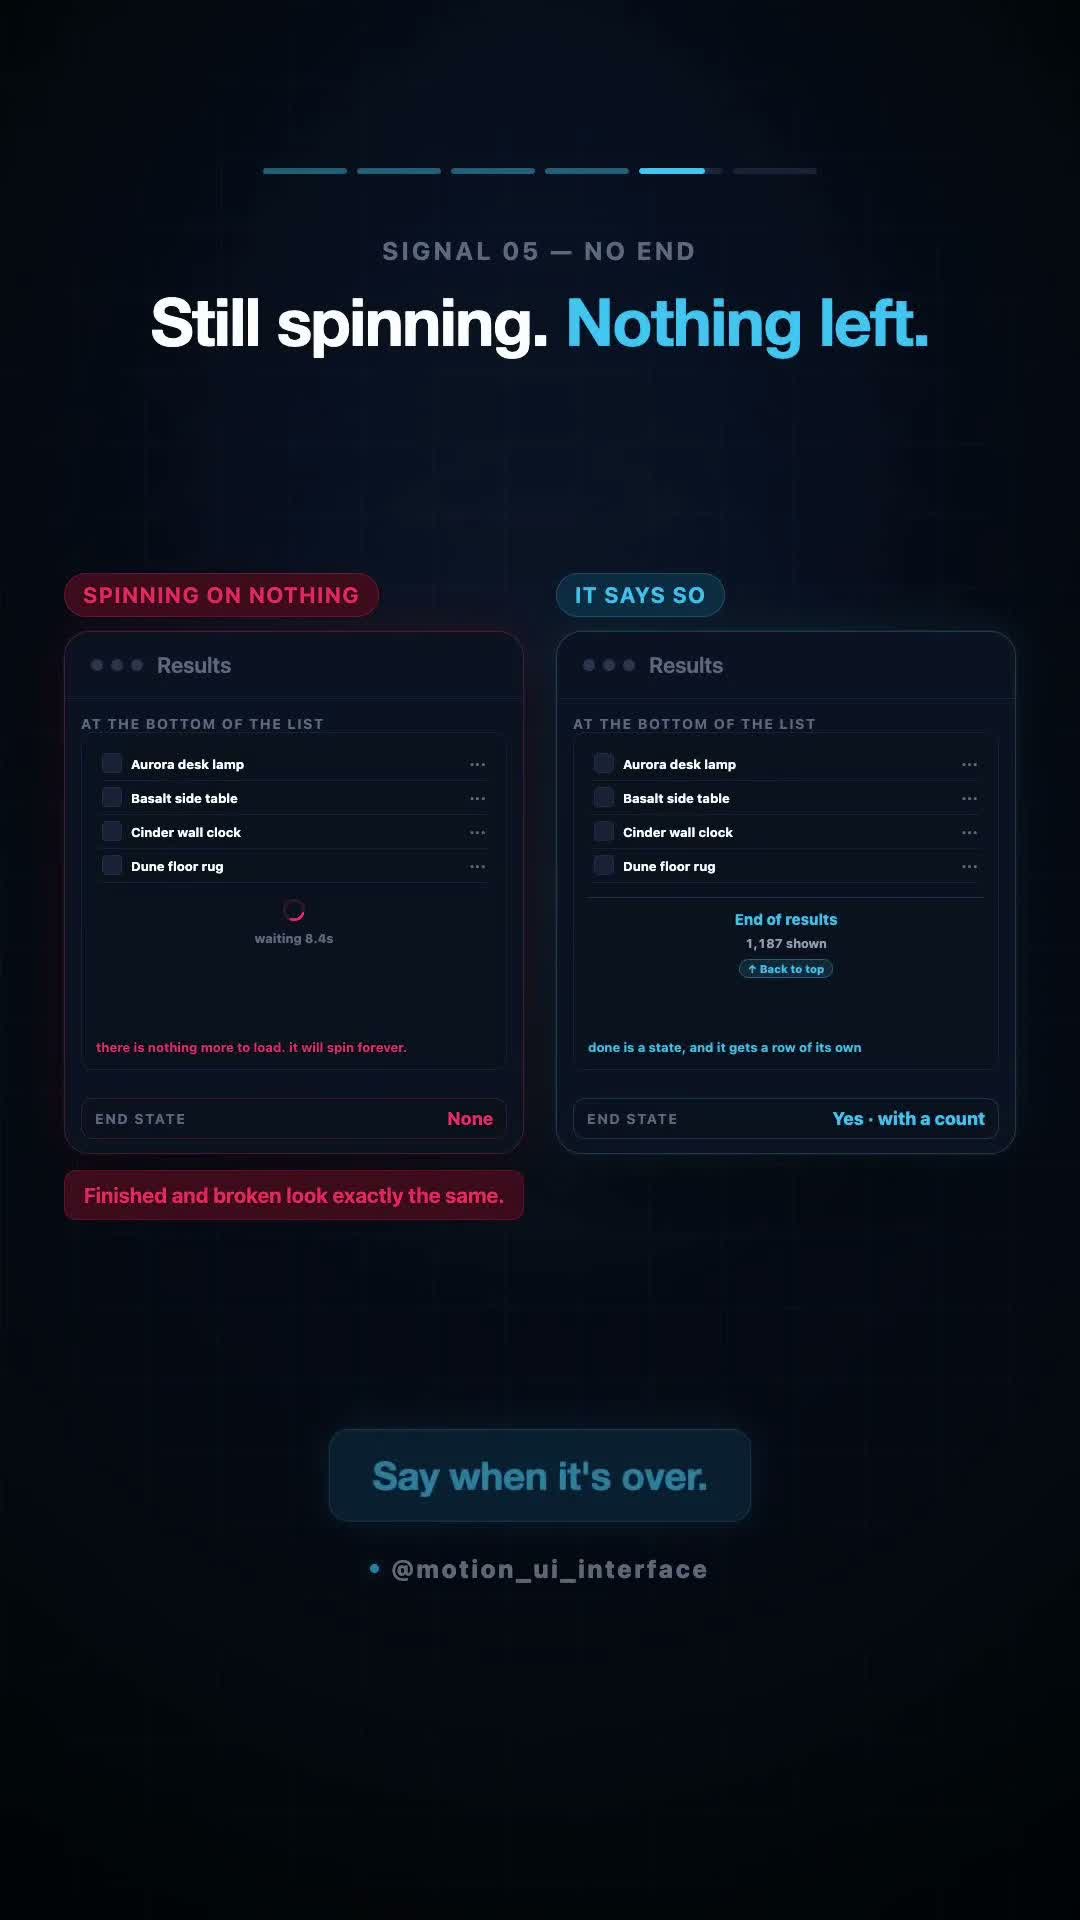 SIGNAL 05 — NO END
Still spinning. Nothing left.
SPINNING ON NOTHING
Results
AT THE BOTTOM OF THE LIST
Aurora desk lamp
Basalt side table
Cinder wall clock
Dune floor rug
waiting 8.4s
there is nothing more to load. it will spin forever.
END STATE None
Finished and broken look exactly the same.
IT SAYS SO
Results
AT THE BOTTOM OF THE LIST
Aurora desk lamp
Basalt side table
Cinder wall clock
Dune floor rug
End of results
1,187 shown
↑ Back to top
done is a state, and it gets a row of its own
END STATE Yes · with a count
Say when it's over.
@motion_ui_interface